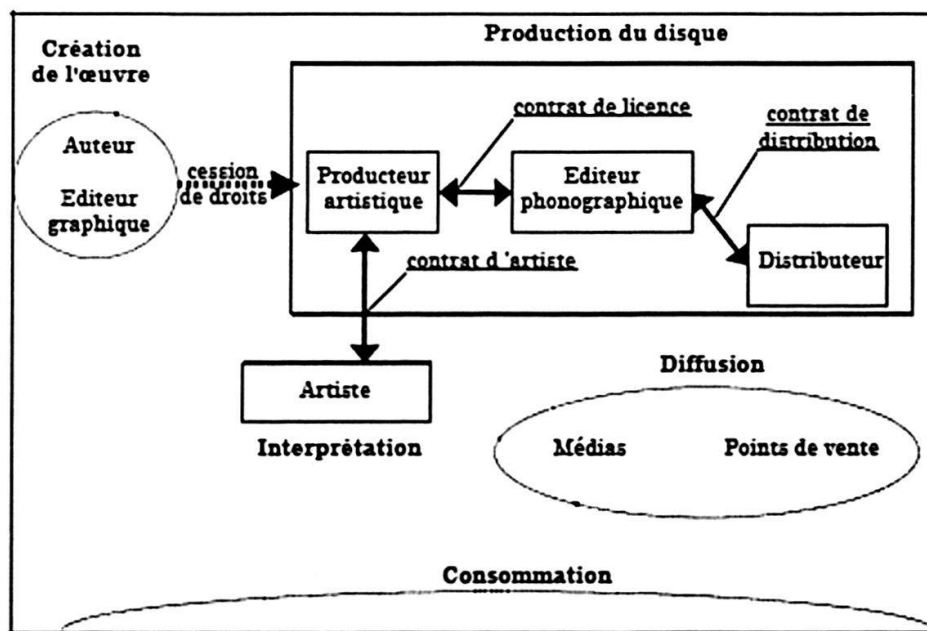 Création
de l'œuvre
Auteur
Editeur
graphique
cession
de droits
Production du disque
contrat de licence
contrat de
distribution
Producteur
artistique
Editeur
phonographique
Distributeur
contrat d'artiste
Artiste
Interprétation
Diffusion
Médias
Points de vente
Consommation